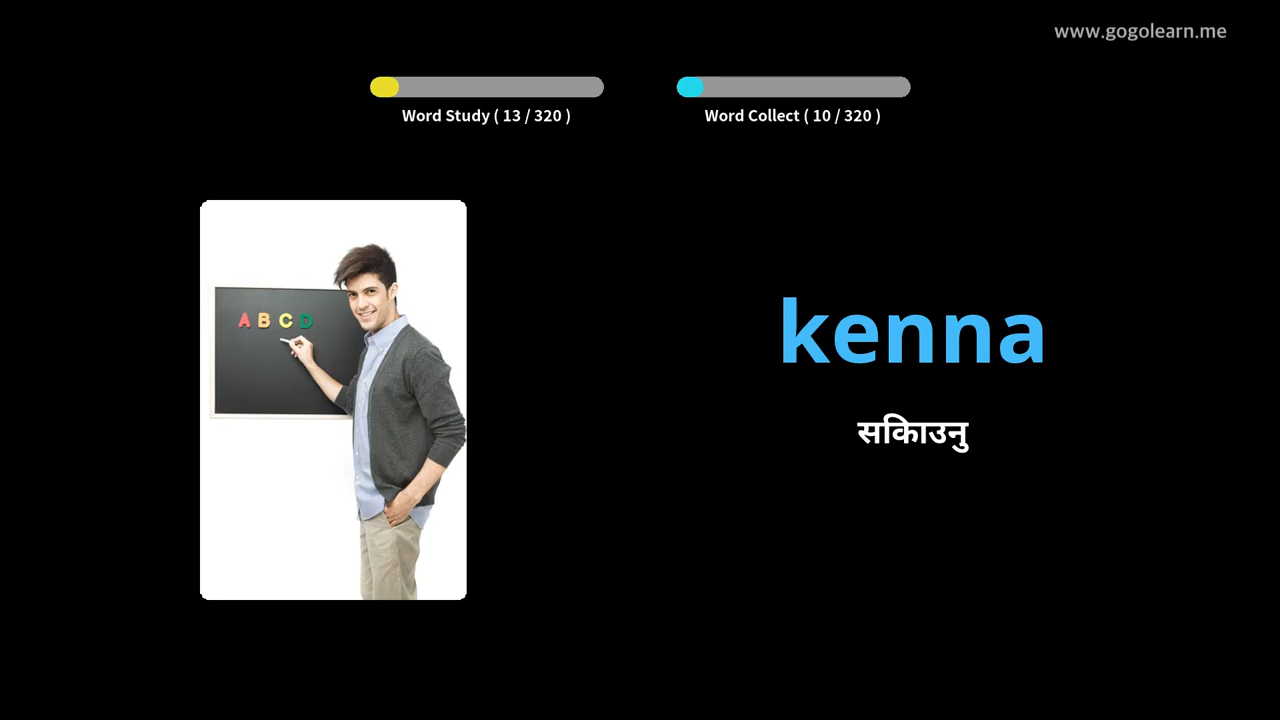 www.gogolearn.me
Word Study ( 13 / 320 )
Word Collect ( 10 / 320 )
A B C D
kenna
सकिाउनु